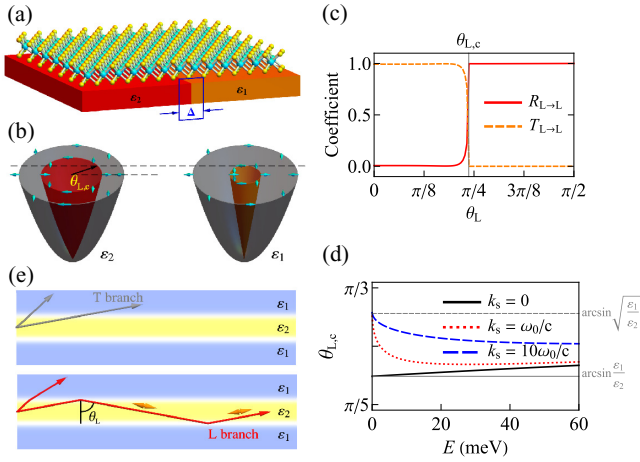 (a)
ε₂
ε₁
Δ
(b)
θL,c
ε₂
ε₁
(c)
θL,c
Coefficient
1.0
0.5
0.0
R L→L
T L→L
0
π/8
π/4
3π/8
π/2
θL
(d)
θL,c
π/3
π/5
kₛ = 0
kₛ = ω₀/c
kₛ = 10ω₀/c
arcsin√(ε₁/ε₂)
arcsin ε₁/ε₂
0
20
40
60
E (meV)
(e)
T branch
ε₁
ε₂
ε₁
θL
L branch
ε₁
ε₂
ε₁